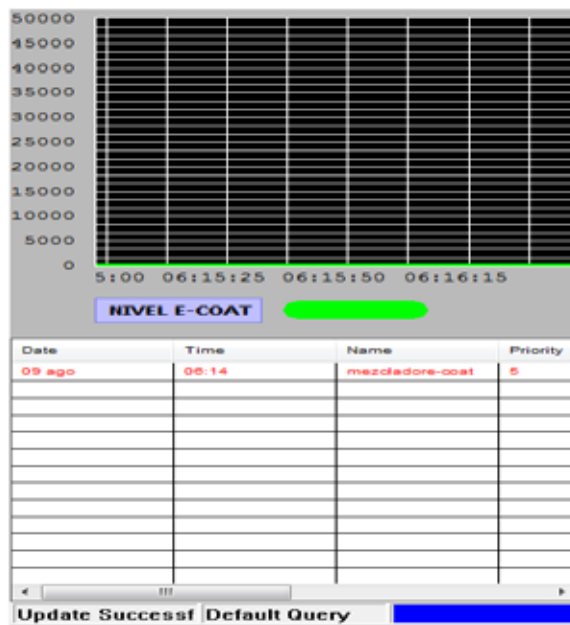 50000
45000
40000
35000
30000
25000
20000
15000
10000
5000
0
5:00 06:15:25 06:15:50 06:16:15
NIVEL E-COAT
Date Time Name Priority
09 ago 06:14 mezcladore-coat 5
Update Successf Default Query